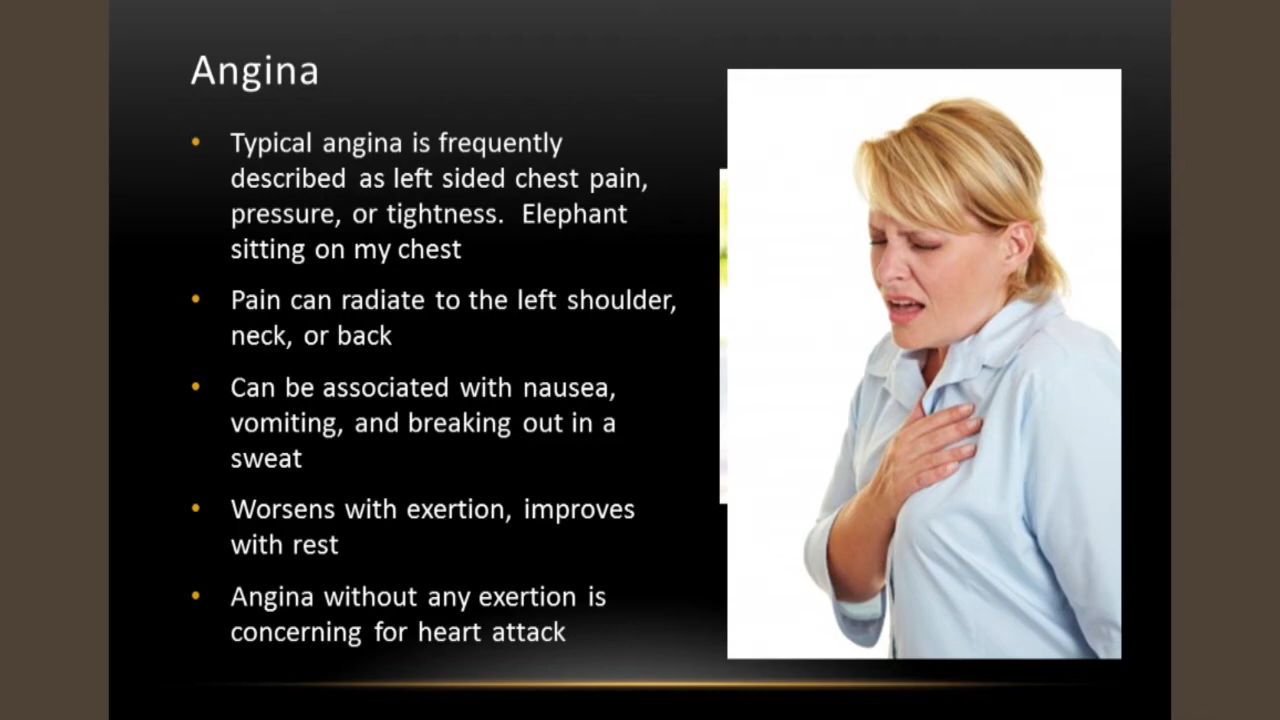 Angina
• Typical angina is frequently
described as left sided chest pain,
pressure, or tightness.  Elephant
sitting on my chest
• Pain can radiate to the left shoulder,
neck, or back
• Can be associated with nausea,
vomiting, and breaking out in a
sweat
• Worsens with exertion, improves
with rest
• Angina without any exertion is
concerning for heart attack